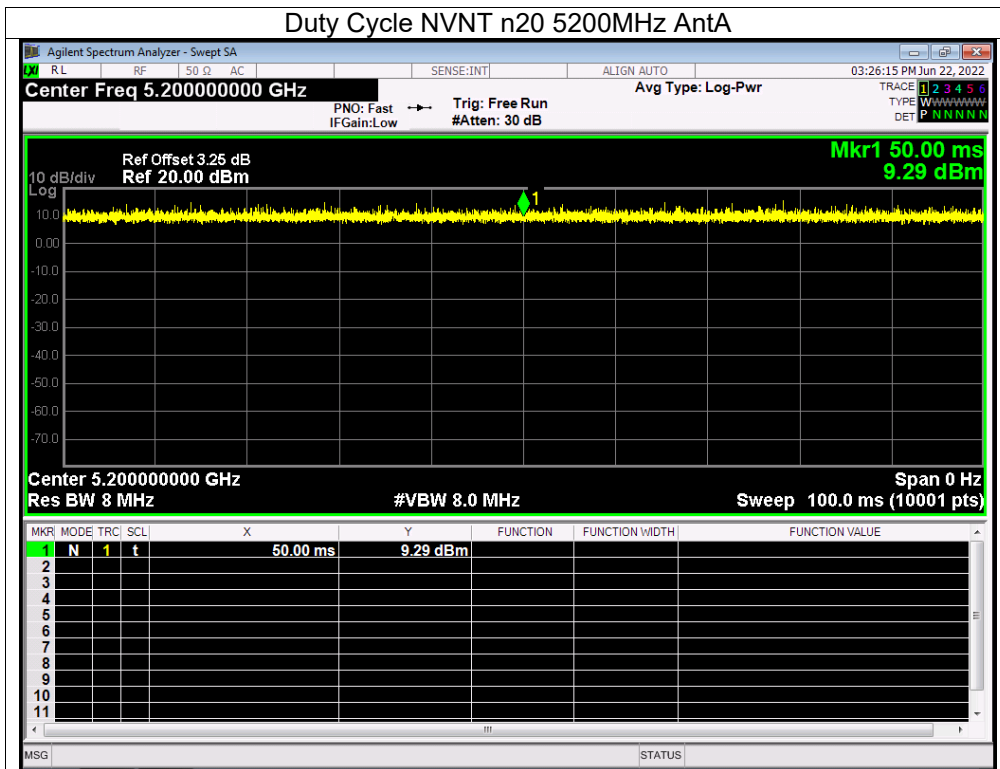 Duty Cycle NVNT n20 5200MHz AntA
Agilent Spectrum Analyzer - Swept SA
LXI RL RF 50 Ω AC SENSE:INT ALIGN AUTO 03:26:15 PM Jun 22, 2022
Center Freq 5.200000000 GHz Avg Type: Log-Pwr TRACE 1 2 3 4 5 6
PNO: Fast Trig: Free Run TYPE WWWWWWW
IFGain:Low #Atten: 30 dB DET P N N N N N
Mkr1 50.00 ms
Ref Offset 3.25 dB
10 dB/div Ref 20.00 dBm 9.29 dBm
Log
1
10.0
0.00
-10.0
-20.0
-30.0
-40.0
-50.0
-60.0
-70.0
Center 5.200000000 GHz Span 0 Hz
Res BW 8 MHz #VBW 8.0 MHz Sweep 100.0 ms (10001 pts)
MKR MODE TRC SCL X Y FUNCTION FUNCTION WIDTH FUNCTION VALUE
1 N 1 t 50.00 ms 9.29 dBm
2
3
4
5
6
7
8
9
10
11
MSG STATUS